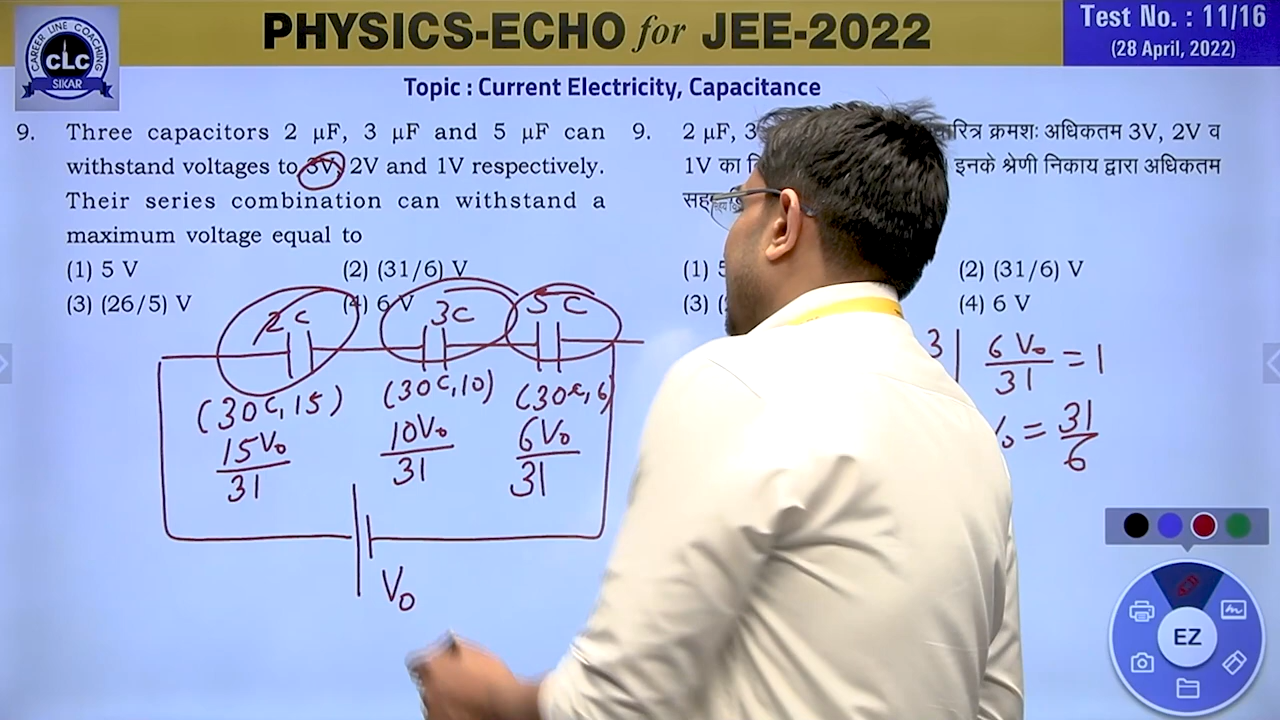 PHYSICS-ECHO for JEE-2022
Test No. : 11/16
(28 April, 2022)
CAREER LINE COACHING
CLC
SIKAR
Topic : Current Electricity, Capacitance
9. Three capacitors 2 μF, 3 μF and 5 μF can
withstand voltages to 3V, 2V and 1V respectively.
Their series combination can withstand a
maximum voltage equal to
(1) 5 V (2) (31/6) V
(3) (26/5) V (4) 6 V
9. 2 μF, 3 क्रमशः अधिकतम 3V, 2V व
1V का इनके श्रेणी निकाय द्वारा अधिकतम
(1) 5 (2) (31/6) V
(3) (4) 6 V
2C 3C 5C
(30C,15) (30C,10) (30C,6)
15V₀/31 10V₀/31 6V₀/31
V₀
3 | 6V₀/31 = 1
= 31/6
EZ